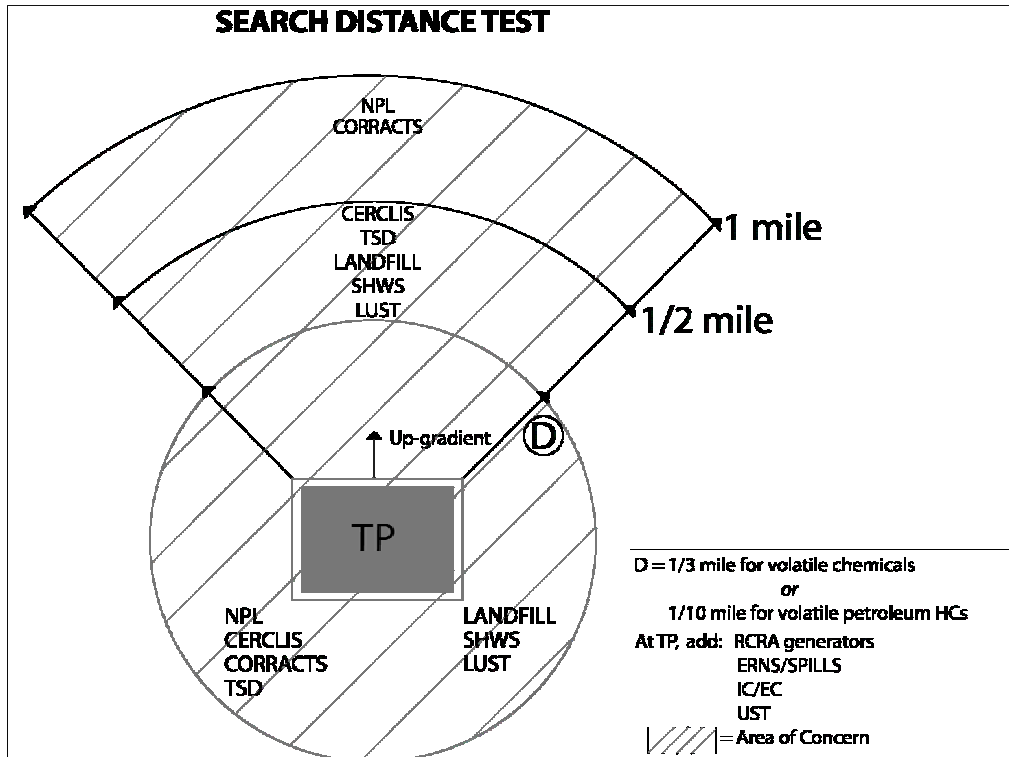 SEARCH DISTANCE TEST
NPL
CORRACTS
CERCLIS
TSD
LANDFILL
SHWS
LUST
1 mile
1/2 mile
Up-gradient
D
TP
NPL
CERCLIS
CORRACTS
TSD
LANDFILL
SHWS
LUST
D = 1/3 mile for volatile chemicals
or
1/10 mile for volatile petroleum HCs
At TP, add: RCRA generators
ERNS/SPILLS
IC/EC
UST
= Area of Concern